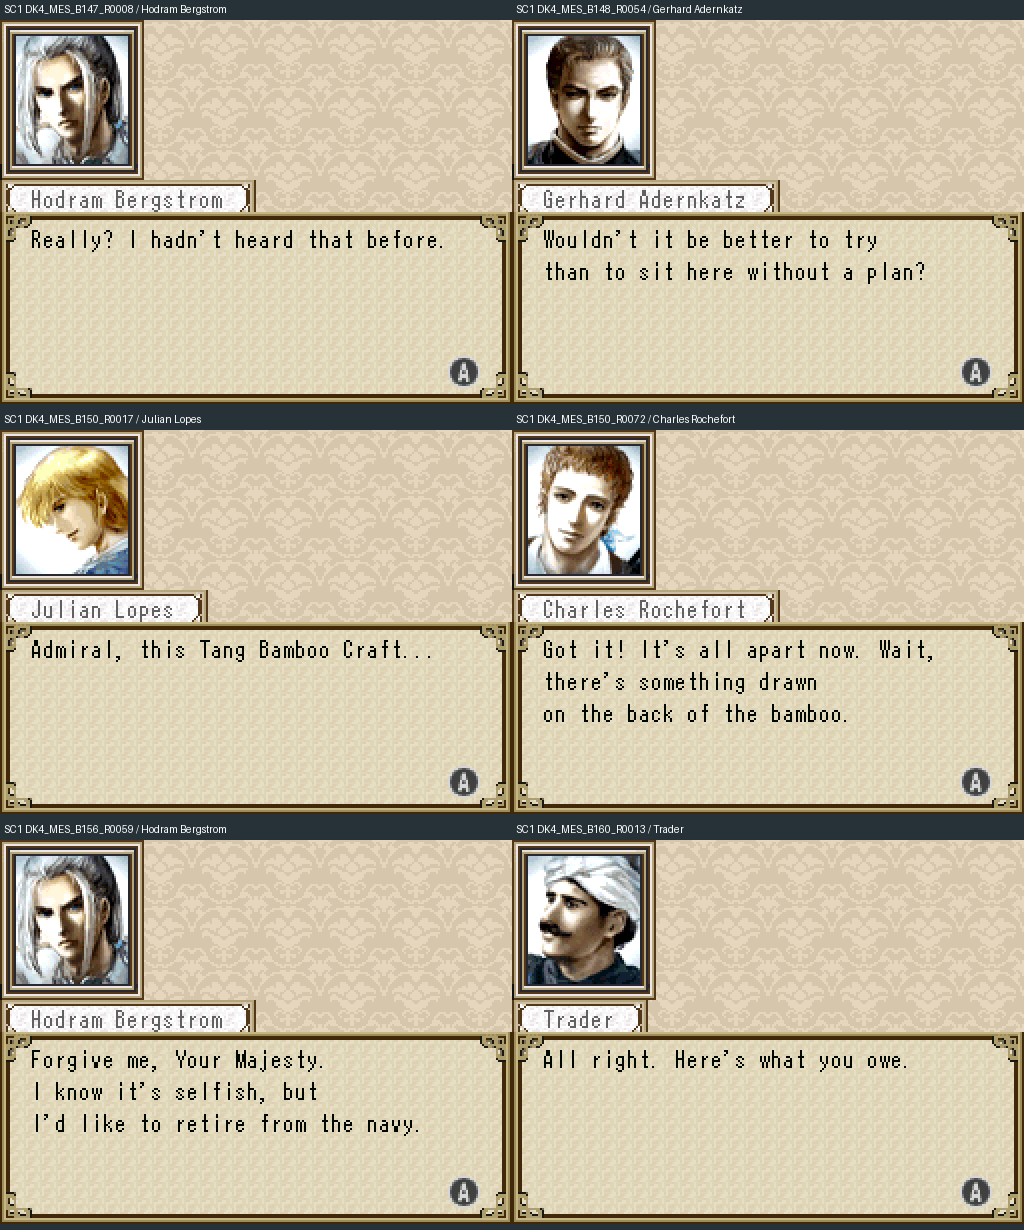 SC1 DK4_MES_B147_R0008 / Hodram Bergstrom
Hodram Bergstrom
Really? I hadn't heard that before.
A
SC1 DK4_MES_B148_R0054 / Gerhard Adernkatz
Gerhard Adernkatz
Wouldn't it be better to try
than to sit here without a plan?
A
SC1 DK4_MES_B150_R0017 / Julian Lopes
Julian Lopes
Admiral, this Tang Bamboo Craft...
A
SC1 DK4_MES_B150_R0072 / Charles Rochefort
Charles Rochefort
Got it! It's all apart now. Wait,
there's something drawn
on the back of the bamboo.
A
SC1 DK4_MES_B156_R0059 / Hodram Bergstrom
Hodram Bergstrom
Forgive me, Your Majesty.
I know it's selfish, but
I'd like to retire from the navy.
A
SC1 DK4_MES_B160_R0013 / Trader
Trader
All right. Here's what you owe.
A